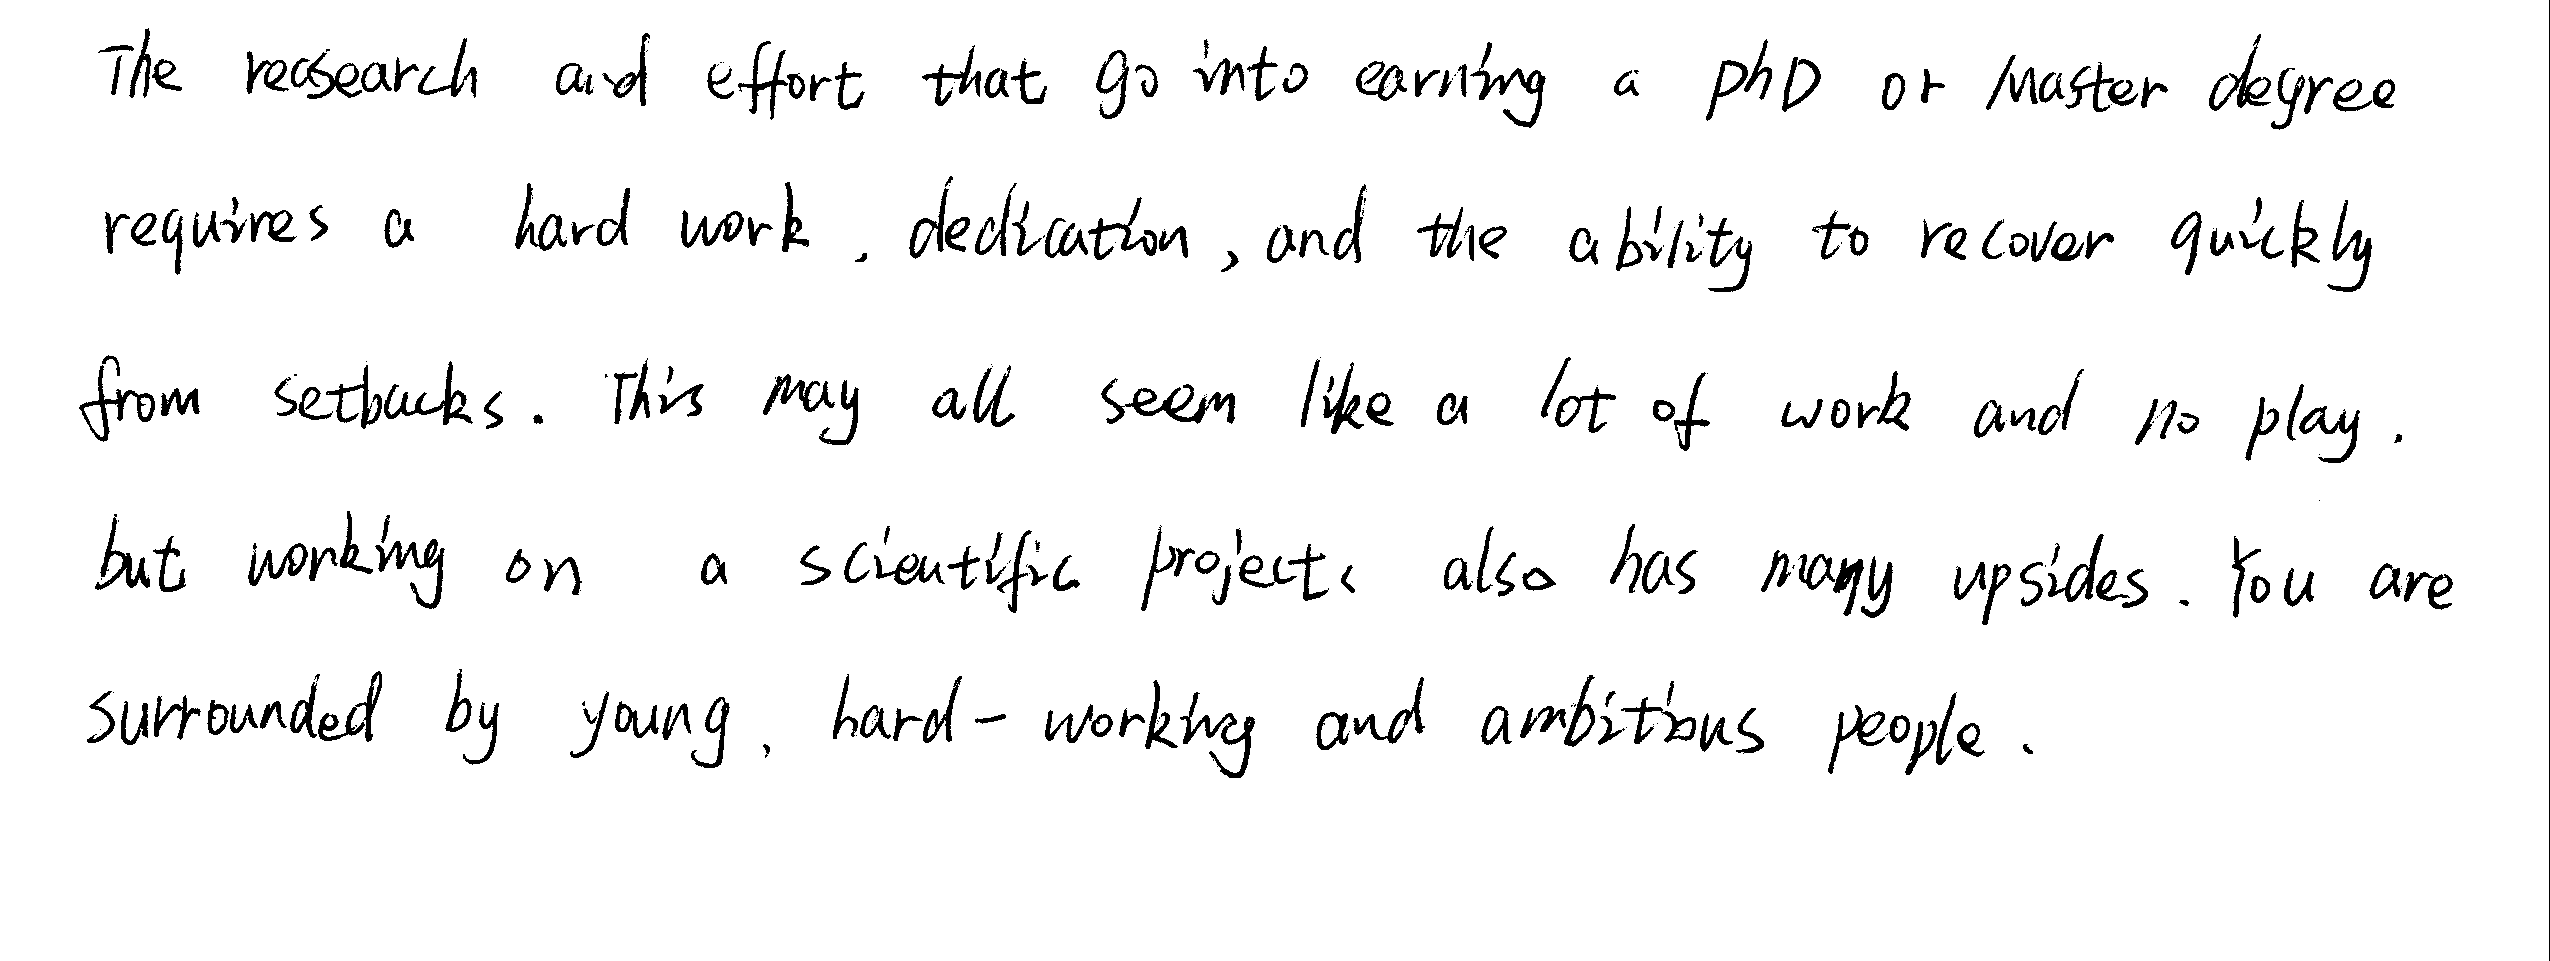 The reasearch and effort that go into earning a phD or Master degree
requires a hard work, dedication, and the ability to recover quickly
from setbacks. This may all seem like a lot of work and no play.
but working on a scientific projects also has many upsides. You are
surrounded by young, hard-working and ambitious people.